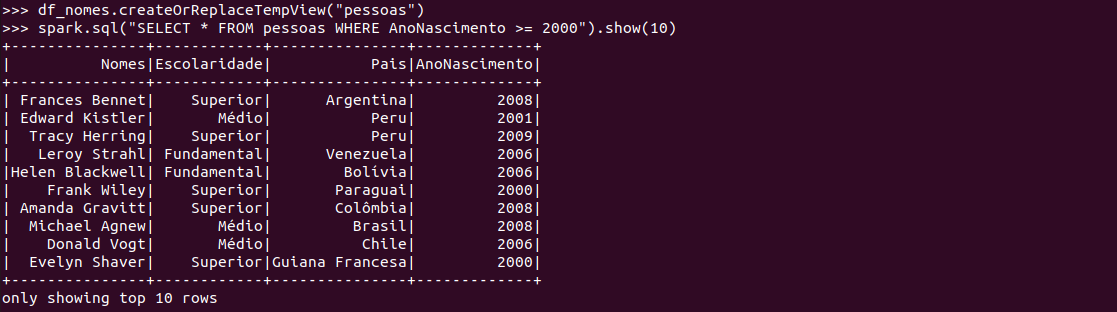 >>> df_nomes.createOrReplaceTempView("pessoas")
>>> spark.sql("SELECT * FROM pessoas WHERE AnoNascimento >= 2000").show(10)
+---------------+------------+---------------+-------------+
|          Nomes|Escolaridade|           Pais|AnoNascimento|
+---------------+------------+---------------+-------------+
| Frances Bennet|    Superior|      Argentina|         2008|
| Edward Kistler|       Médio|           Peru|         2001|
|  Tracy Herring|    Superior|           Peru|         2009|
|   Leroy Strahl| Fundamental|      Venezuela|         2006|
|Helen Blackwell| Fundamental|        Bolívia|         2006|
|    Frank Wiley|    Superior|       Paraguai|         2000|
| Amanda Gravitt|    Superior|       Colômbia|         2008|
|  Michael Agnew|       Médio|         Brasil|         2008|
|    Donald Vogt|       Médio|          Chile|         2006|
|  Evelyn Shaver|    Superior|Guiana Francesa|         2000|
+---------------+------------+---------------+-------------+
only showing top 10 rows